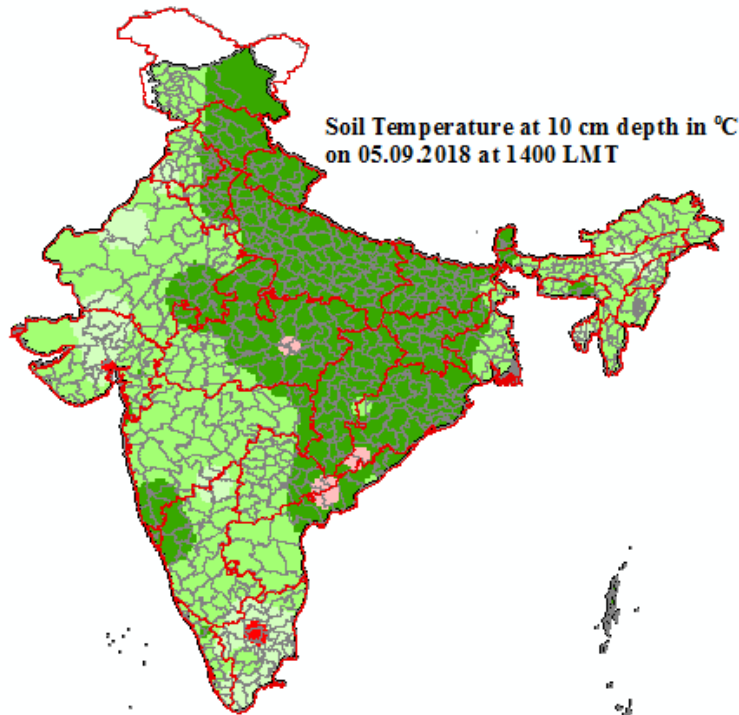 Soil Temperature at 10 cm depth in ⁰C
on 05.09.2018 at 1400 LMT